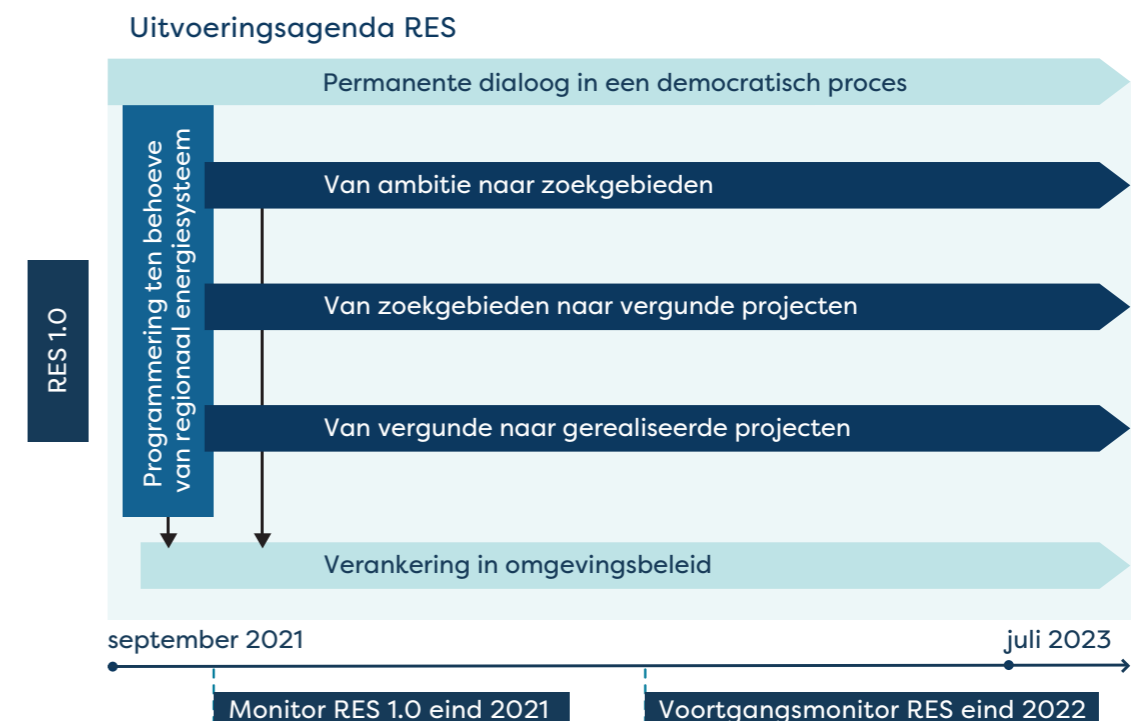 Uitvoeringsagenda RES
Permanente dialoog in een democratisch proces
RES 1.0
Programmering ten behoeve
van regionaal energiesysteem
Van ambitie naar zoekgebieden
Van zoekgebieden naar vergunde projecten
Van vergunde naar gerealiseerde projecten
Verankering in omgevingsbeleid
september 2021
juli 2023
Monitor RES 1.0 eind 2021
Voortgangsmonitor RES eind 2022